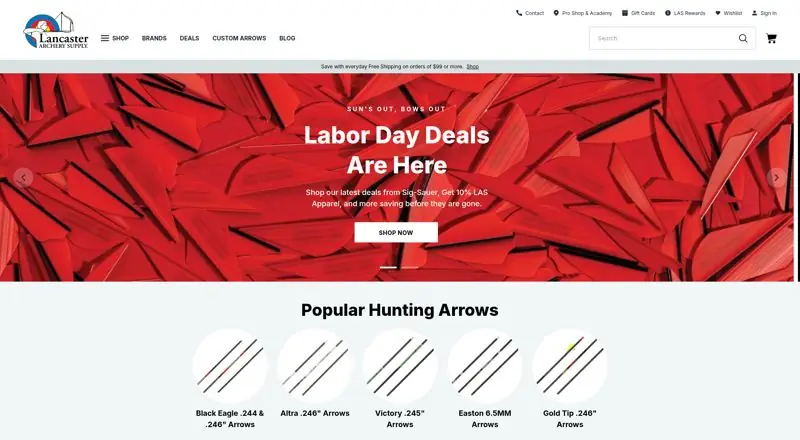 Contact
Pro Shop & Academy
Gift Cards
LAS Rewards
Wishlist
Sign In
Lancaster
ARCHERY SUPPLY
SHOP
BRANDS
DEALS
CUSTOM ARROWS
BLOG
Search
Save with everyday Free Shipping on orders of $99 or more. Shop
SUN'S OUT, BOWS OUT
Labor Day Deals
Are Here
Shop our latest deals from Sig-Sauer, Get 10% LAS
Apparel, and more saving before they are gone.
SHOP NOW
Popular Hunting Arrows
Black Eagle .244 &
.246" Arrows
Altra .246" Arrows
Victory .245"
Arrows
Easton 6.5MM
Arrows
Gold Tip .246"
Arrows